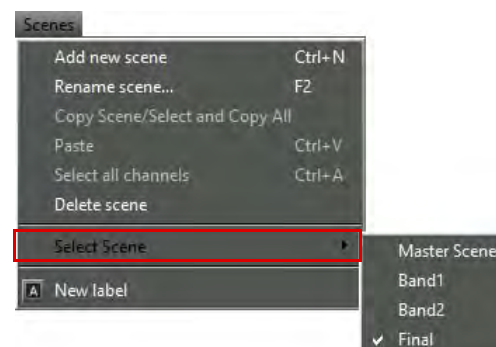 Scenes
Add new scene Ctrl+N
Rename scene... F2
Copy Scene/Select and Copy All
Paste Ctrl+V
Select all channels Ctrl+A
Delete scene
Select Scene
Master Scene
A New label
Band1
Band2
Final